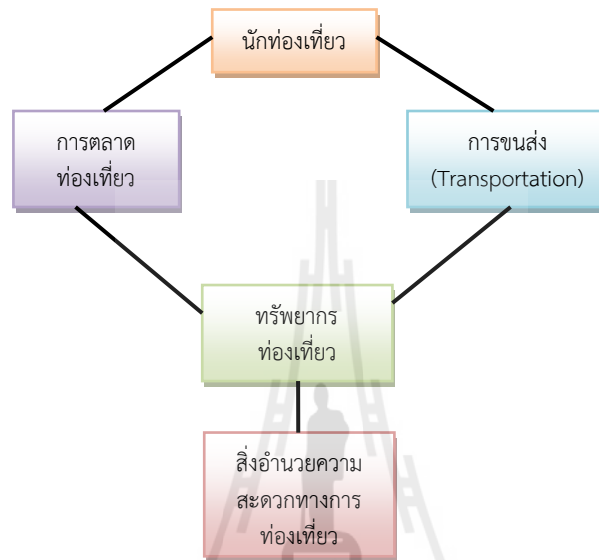 นักท่องเที่ยว
การตลาด
ท่องเที่ยว
การขนส่ง
(Transportation)
ทรัพยากร
ท่องเที่ยว
สิ่งอำนวยความ
สะดวกทางการ
ท่องเที่ยว